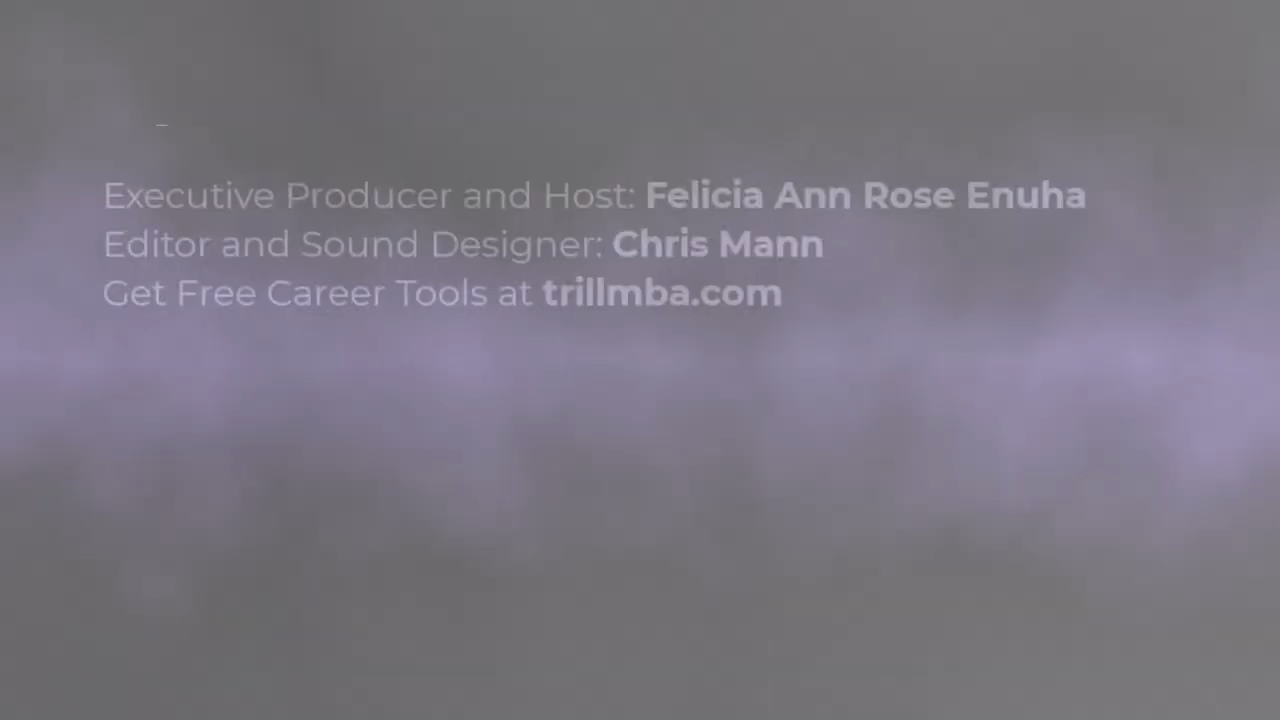 Executive Producer and Host: Felicia Ann Rose Enuha
Editor and Sound Designer: Chris Mann
Get Free Career Tools at trillmba.com